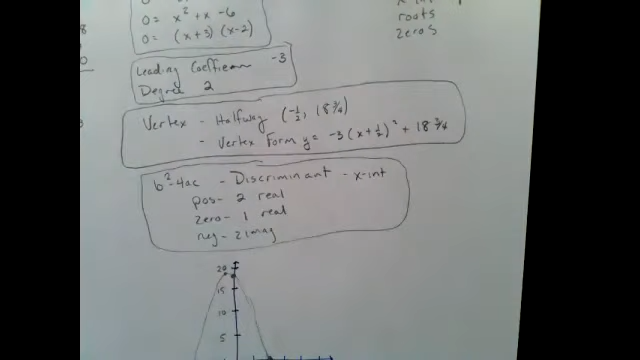 0 = x² + x - 6
0 = (x+3)(x-2)
roots
zeros
Leading Coefficient -3
Degree 2
Vertex - Halfway (-½, 18 ¾)
- Vertex Form y = -3(x+½)² + 18 ¾
b²-4ac - Discriminant - x-int
pos - 2 real
zero - 1 real
neg - 2 imag
20
15
10
5